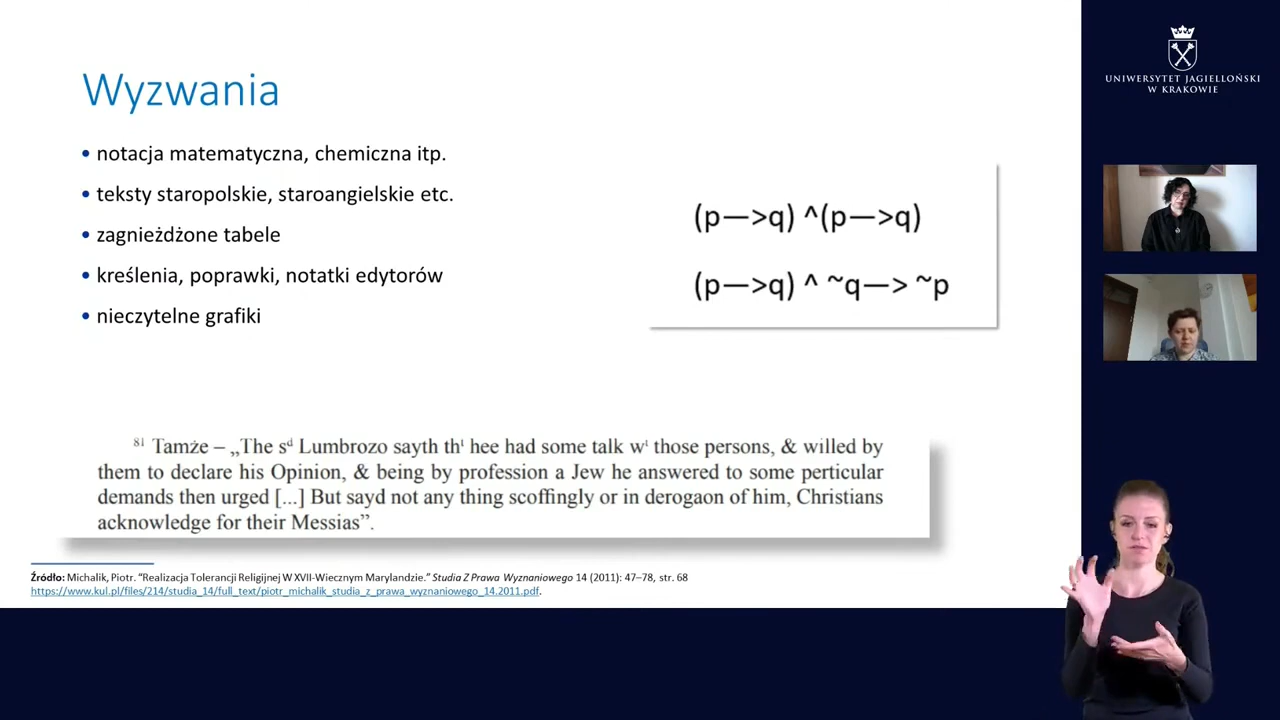 Wyzwania
• notacja matematyczna, chemiczna itp.
• teksty staropolskie, staroangielskie etc.
• zagnieżdżone tabele
• kreślenia, poprawki, notatki edytorów
• nieczytelne grafiki
(p—>q) ^(p—>q)
(p—>q) ^ ~q—> ~p
81 Tamże – „The sd Lumbrozo sayth tht hee had some talk wt those persons, & willed by
them to declare his Opinion, & being by profession a Jew he answered to some perticular
demands then urged [...] But sayd not any thing scoffingly or in derogaon of him, Christians
acknowledge for their Messias”.
Źródło: Michalik, Piotr. “Realizacja Tolerancji Religijnej W XVII-Wiecznym Marylandzie.” Studia Z Prawa Wyznaniowego 14 (2011): 47–78, str. 68
https://www.kul.pl/files/214/studia_14/full_text/piotr_michalik_studia_z_prawa_wyznaniowego_14.2011.pdf.
UNIWERSYTET JAGIELLOŃSKI
W KRAKOWIE